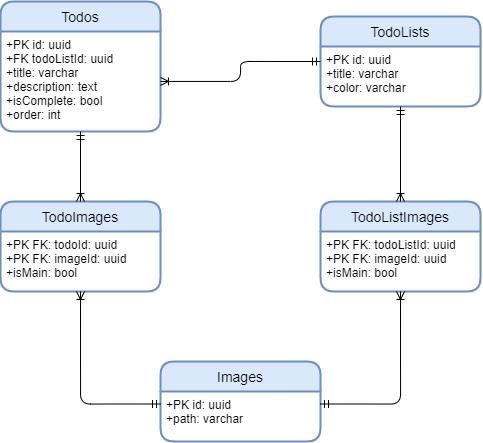 Todos
+PK id: uuid
+FK todoListId: uuid
+title: varchar
+description: text
+isComplete: bool
+order: int
TodoLists
+PK id: uuid
+title: varchar
+color: varchar
TodoImages
+PK FK: todoId: uuid
+PK FK: imageId: uuid
+isMain: bool
TodoListImages
+PK FK: todoListId: uuid
+PK FK: imageId: uuid
+isMain: bool
Images
+PK id: uuid
+path: varchar